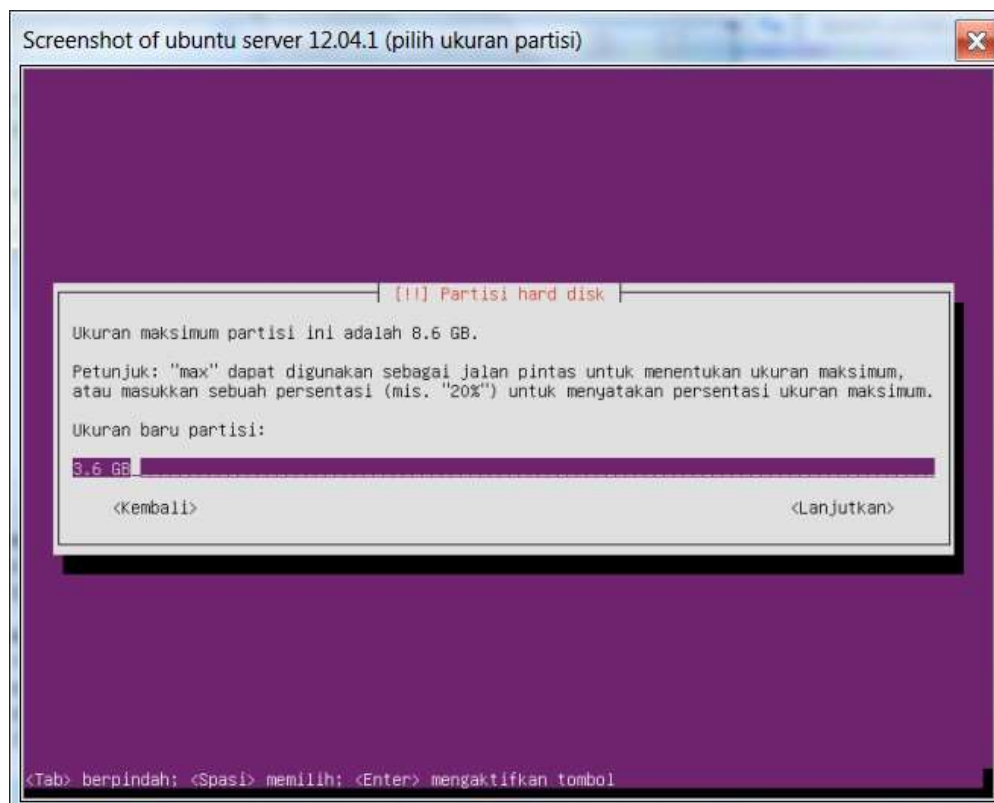 Screenshot of ubuntu server 12.04.1 (pilih ukuran partisi)
[!!] Partisi hard disk
Ukuran maksimum partisi ini adalah 8.6 GB.
Petunjuk: "max" dapat digunakan sebagai jalan pintas untuk menentukan ukuran maksimum,
atau masukkan sebuah persentasi (mis. "20%") untuk menyatakan persentasi ukuran maksimum.
Ukuran baru partisi:
3.6 GB
<Kembali> <Lanjutkan>
<Tab> berpindah; <Spasi> memilih; <Enter> mengaktifkan tombol